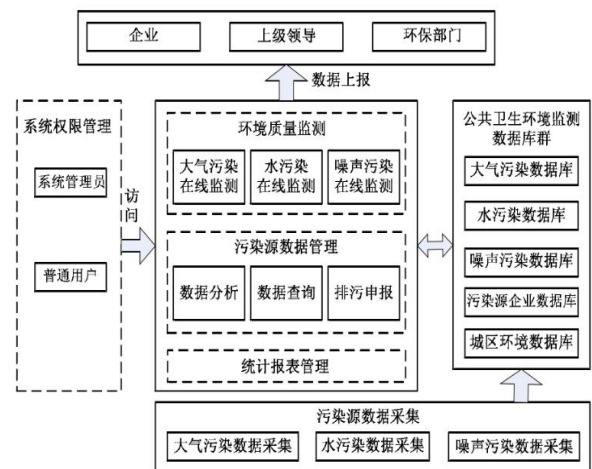 企业
上级领导
环保部门
数据上报
系统权限管理
系统管理员
普通用户
访问
环境质量监测
大气污染
在线监测
水污染
在线监测
噪声污染
在线监测
污染源数据管理
数据分析
数据查询
排污申报
统计报表管理
公共卫生环境监测
数据库群
大气污染数据库
水污染数据库
噪声污染数据库
污染源企业数据库
城区环境数据库
污染源数据采集
大气污染数据采集
水污染数据采集
噪声污染数据采集